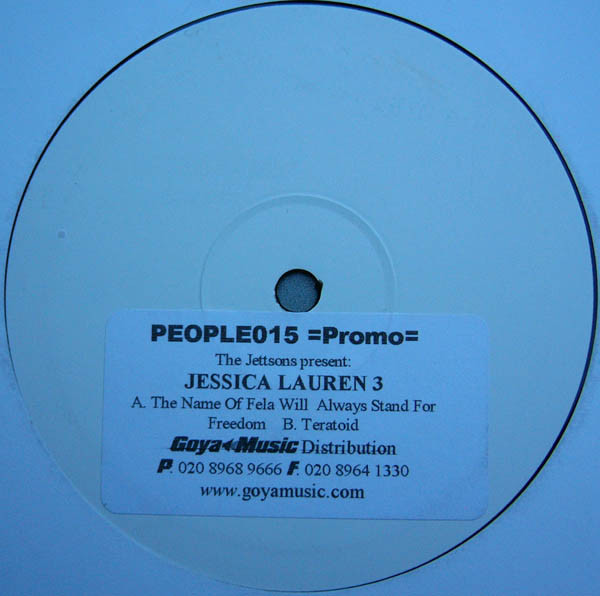 PEOPLE015 =Promo=
The Jettsons present:
JESSICA LAUREN 3
A. The Name Of Fela Will Always Stand For
Freedom B. Teratoid
Goya Music Distribution
P. 020 8968 9666 F. 020 8964 1330
www.goyamusic.com